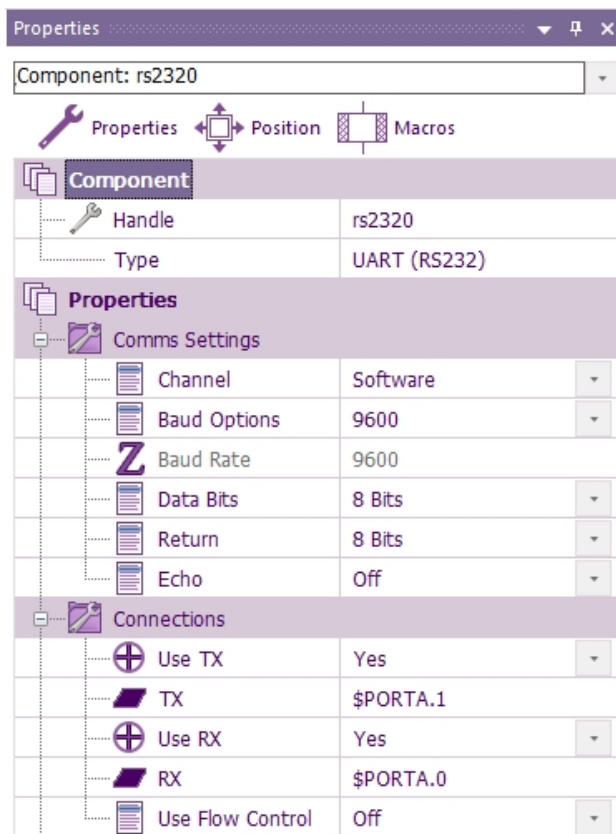 Properties
Component: rs2320
Properties Position Macros
Component
Handle rs2320
Type UART (RS232)
Properties
Comms Settings
Channel Software
Baud Options 9600
Baud Rate 9600
Data Bits 8 Bits
Return 8 Bits
Echo Off
Connections
Use TX Yes
TX $PORTA.1
Use RX Yes
RX $PORTA.0
Use Flow Control Off